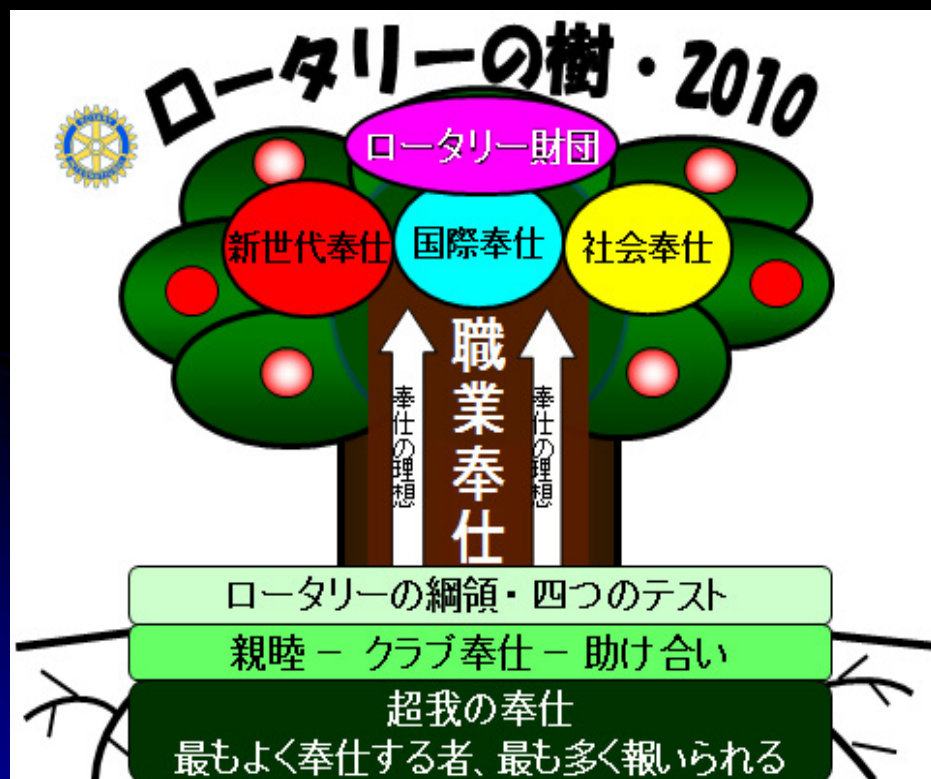 ロータリーの樹・2010
ロータリー財団
新世代奉仕
国際奉仕
社会奉仕
職業奉仕
奉仕の理想
奉仕の理想
ロータリーの綱領・四つのテスト
親睦 － クラブ奉仕 － 助け合い
超我の奉仕
最もよく奉仕する者、最も多く報いられる